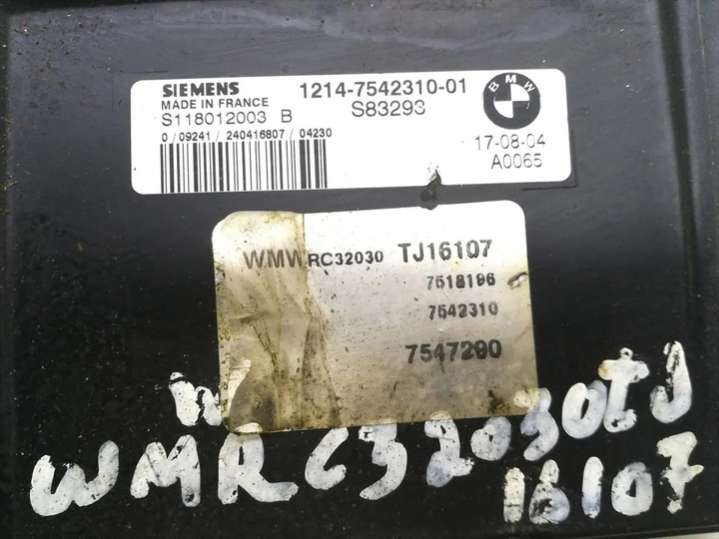 SIEMENS 1214-7542310-01 BMW
MADE IN FRANCE
S118012003 B S83293
0 / 09241 / 240416807 / 04230 17-08-04
A0065
WMW RC32030 TJ16107
7518196
7542310
7547290
WMRC32030TJ
16107